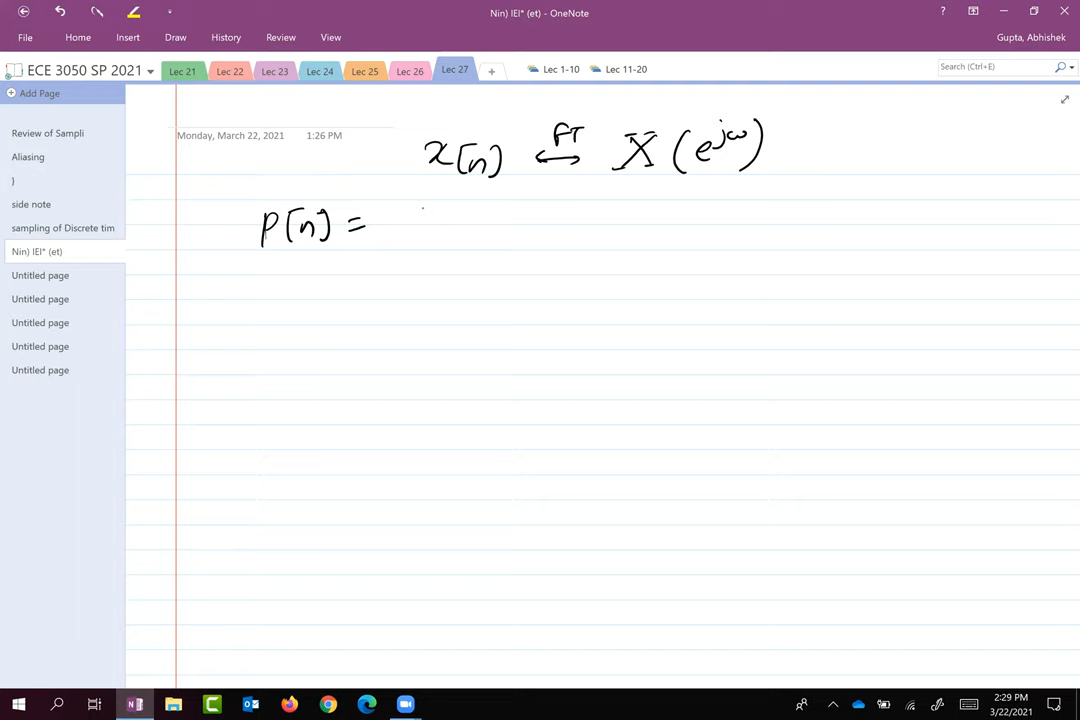 Nin) IEI* (et) - OneNote
File Home Insert Draw History Review View
Gupta, Abhishek
ECE 3050 SP 2021
Lec 21 Lec 22 Lec 23 Lec 24 Lec 25 Lec 26 Lec 27 Lec 1-10 Lec 11-20
Search (Ctrl+E)
Add Page
Review of Sampli
Aliasing
}
side note
sampling of Discrete tim
Nin) IEI* (et)
Untitled page
Untitled page
Untitled page
Untitled page
Untitled page
Monday, March 22, 2021 1:26 PM
x[n] ⟷ FT X(e^{jω})
p[n] =
2:29 PM
3/22/2021